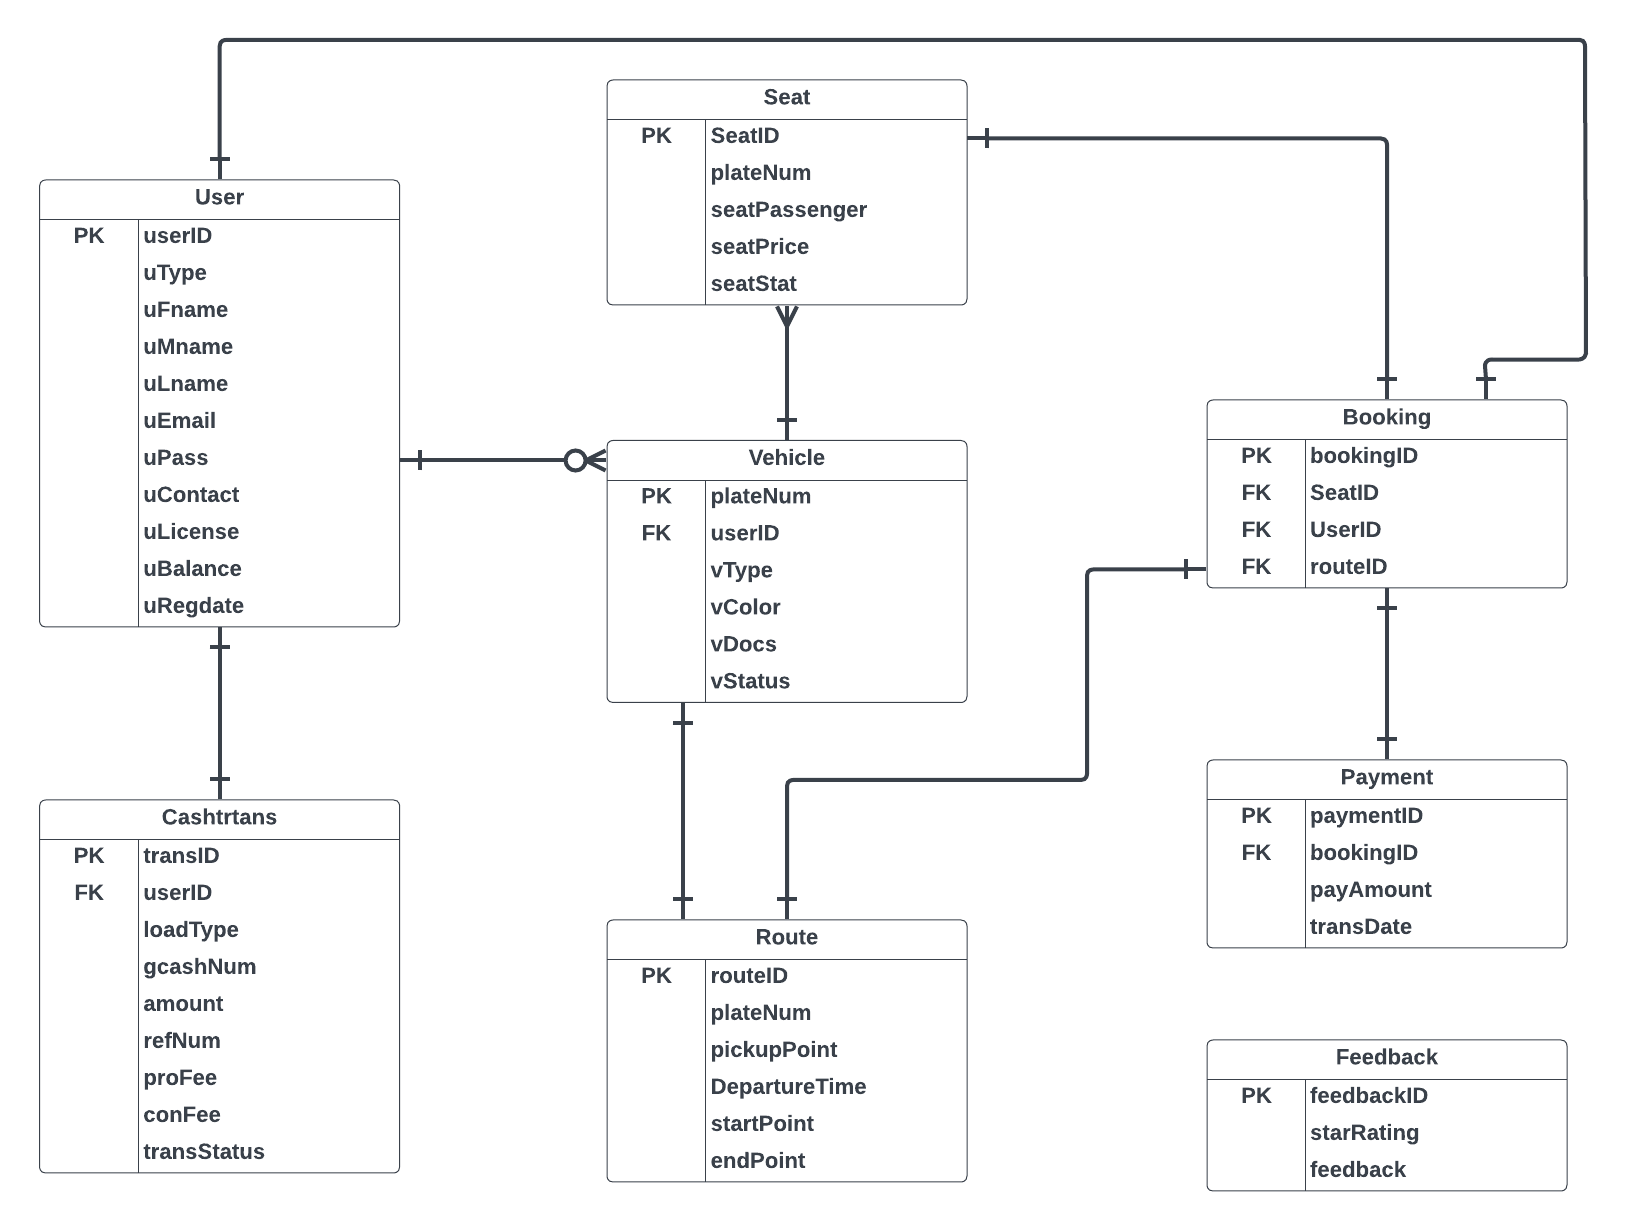 Seat
PK SeatID
plateNum
seatPassenger
seatPrice
seatStat
User
PK userID
uType
uFname
uMname
uLname
uEmail
uPass
uContact
uLicense
uBalance
uRegdate
Vehicle
PK plateNum
FK userID
vType
vColor
vDocs
vStatus
Booking
PK bookingID
FK SeatID
FK UserID
FK routeID
Cashtrtans
PK transID
FK userID
loadType
gcashNum
amount
refNum
proFee
conFee
transStatus
Route
PK routeID
plateNum
pickupPoint
DepartureTime
startPoint
endPoint
Payment
PK paymentID
FK bookingID
payAmount
transDate
Feedback
PK feedbackID
starRating
feedback